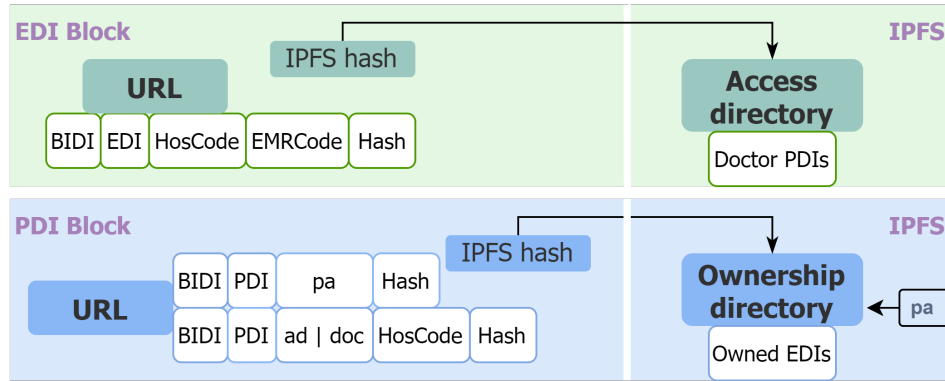 EDI Block
IPFS
IPFS hash
URL
Access
directory
BIDI EDI HosCode EMRCode Hash
Doctor PDIs
PDI Block
IPFS
IPFS hash
BIDI PDI pa Hash
URL
Ownership
directory
pa
BIDI PDI ad | doc HosCode Hash
Owned EDIs